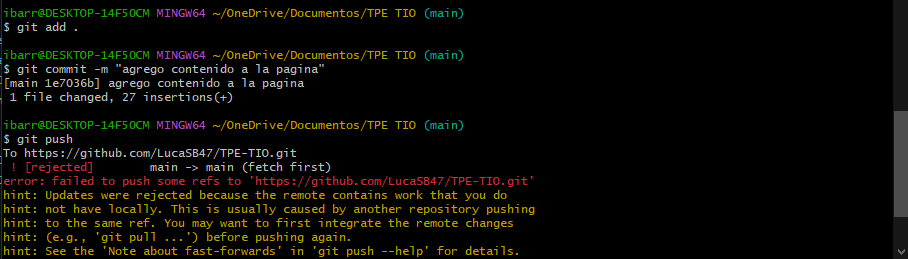 ibarr@DESKTOP-14F50CM MINGW64 ~/OneDrive/Documentos/TPE TIO (main)
$ git add .
ibarr@DESKTOP-14F50CM MINGW64 ~/OneDrive/Documentos/TPE TIO (main)
$ git commit -m "agrego contenido a la pagina"
[main 1e7036b] agrego contenido a la pagina
 1 file changed, 27 insertions(+)
ibarr@DESKTOP-14F50CM MINGW64 ~/OneDrive/Documentos/TPE TIO (main)
$ git push
To https://github.com/LucaSB47/TPE-TIO.git
 ! [rejected]        main -> main (fetch first)
error: failed to push some refs to 'https://github.com/LucaSB47/TPE-TIO.git'
hint: Updates were rejected because the remote contains work that you do
hint: not have locally. This is usually caused by another repository pushing
hint: to the same ref. You may want to first integrate the remote changes
hint: (e.g., 'git pull ...') before pushing again.
hint: See the 'Note about fast-forwards' in 'git push --help' for details.